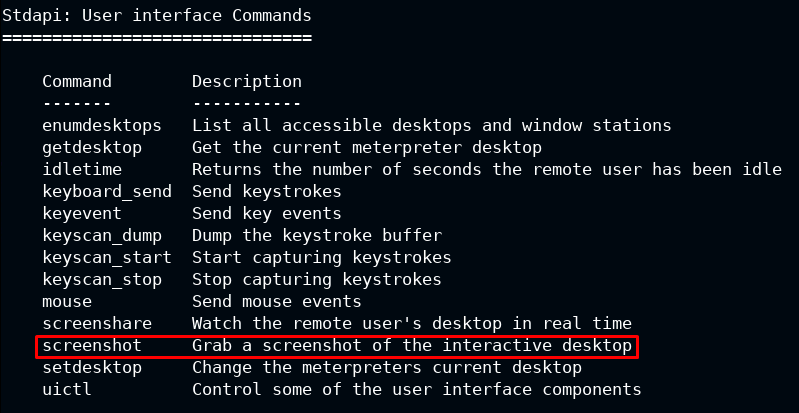 Stdapi: User interface Commands
===============================
Command Description
------- -----------
enumdesktops List all accessible desktops and window stations
getdesktop Get the current meterpreter desktop
idletime Returns the number of seconds the remote user has been idle
keyboard_send Send keystrokes
keyevent Send key events
keyscan_dump Dump the keystroke buffer
keyscan_start Start capturing keystrokes
keyscan_stop Stop capturing keystrokes
mouse Send mouse events
screenshare Watch the remote user's desktop in real time
screenshot Grab a screenshot of the interactive desktop
setdesktop Change the meterpreters current desktop
uictl Control some of the user interface components